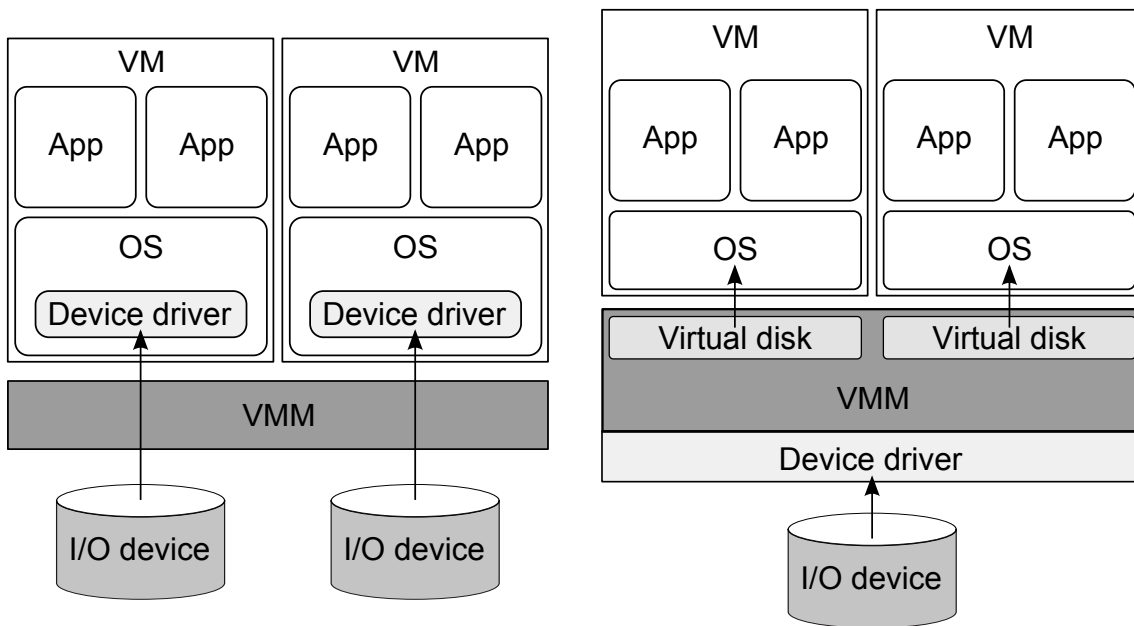 VM
VM
App
App
App
App
OS
OS
Device driver
Device driver
VMM
I/O device
I/O device
VM
VM
App
App
App
App
OS
OS
Virtual disk
Virtual disk
VMM
Device driver
I/O device